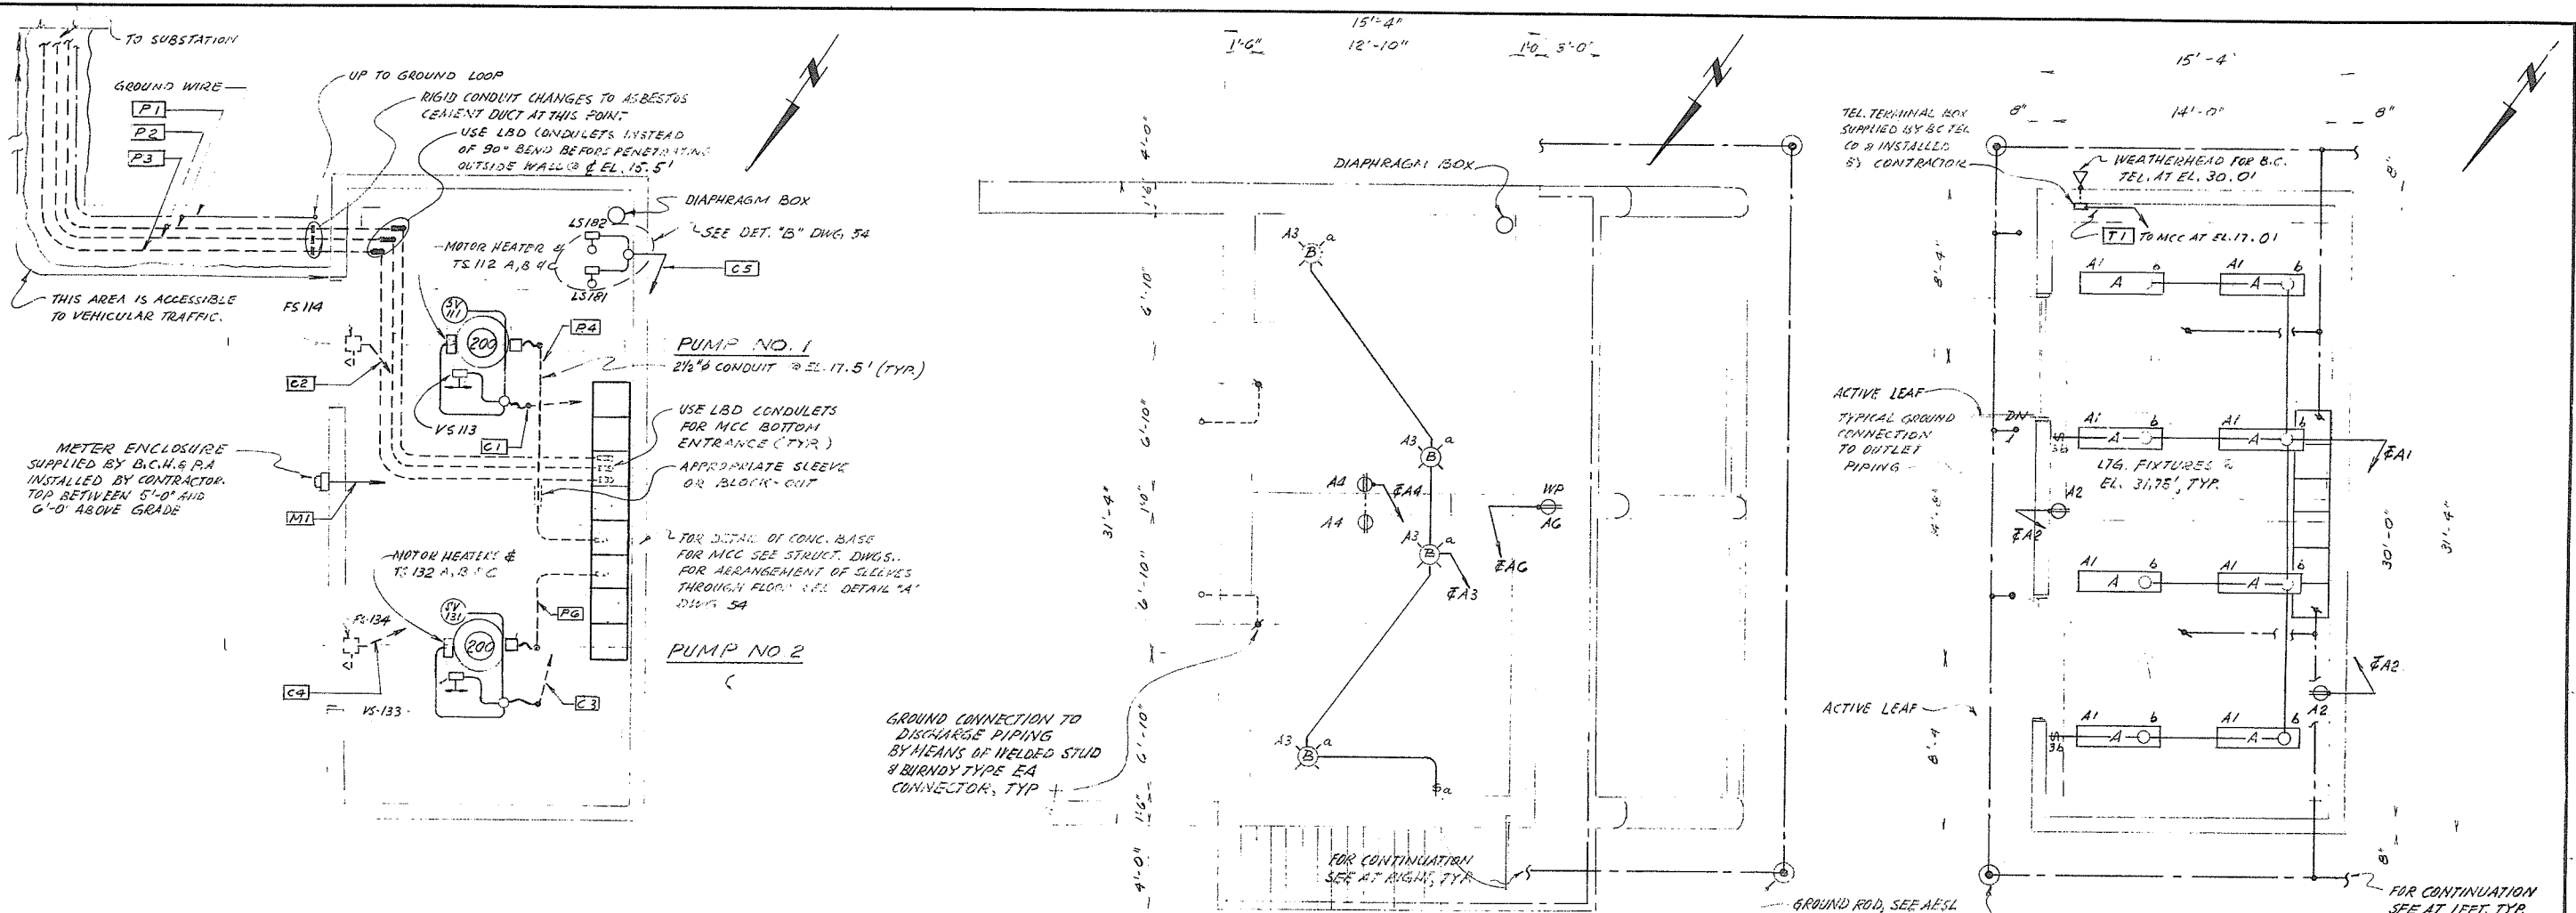 TO SUBSTATION
GROUND WIRE
P1
P2
P3
UP TO GROUND LOOP
RIGID CONDUIT CHANGES TO ASBESTOS
CEMENT DUCT AT THIS POINT
USE LBD CONDULETS INSTEAD
OF 90° BEND BEFORE PENETRATING
OUTSIDE WALL @ ₵ EL. 15.5'
N
DIAPHRAGM BOX
LS182
SEE DET. "B" DWG. 54
MOTOR HEATER &
TS 112 A, B & C
C5
LS181
THIS AREA IS ACCESSIBLE
TO VEHICULAR TRAFFIC.
FS 114
SV
111
200
P4
PUMP NO. 1
2½"φ CONDUIT @ EL. 17.5' (TYP.)
C2
VS 113
C1
USE LBD CONDULETS
FOR MCC BOTTOM
ENTRANCE (TYP.)
APPROPRIATE SLEEVE
OR BLOCK-OUT
METER ENCLOSURE
SUPPLIED BY B.C.H. & P.A
INSTALLED BY CONTRACTOR.
TOP BETWEEN 5'-0" AND
6'-0" ABOVE GRADE
M1
FOR DETAIL OF CONC. BASE
FOR MCC SEE STRUCT. DWGS.
FOR ARRANGEMENT OF SLEEVES
THROUGH FLOOR SEE DETAIL "A"
DWG 54
MOTOR HEATERS &
TS 132 A, B & C
SV
131
FS-134
200
P6
PUMP NO 2
C4
VS-133
C3
15'-4"
1'-6"
12'-10"
1'-0
3'-0"
N
4'-0"
1'-6"
DIAPHRAGM BOX
A3
B
a
6'-10"
6'-10"
A3
B
a
31'-4"
1'-0"
A4
₵A4
A4
WP
A6
₵A6
A3
B
a
₵A3
6'-10"
6'-10"
A3
B
a
a
1'-6"
4'-0"
GROUND CONNECTION TO
DISCHARGE PIPING
BY MEANS OF WELDED STUD
& BURNDY TYPE EA
CONNECTOR, TYP
FOR CONTINUATION
SEE AT RIGHT, TYP
GROUND ROD, SEE AESL
15'-4
8"
14'-0"
8"
N
TEL. TERMINAL BOX
SUPPLIED BY BC TEL
CO & INSTALLED
BY CONTRACTOR
WEATHERHEAD FOR B.C.
TEL. AT EL. 30.0'
8"
T1
TO MCC AT EL. 17.0'
8'-4"
A1
A
b
A1
A
b
ACTIVE LEAF
TYPICAL GROUND
CONNECTION
TO OUTLET
PIPING
DN
A1
A
A1
A
b
3b
₵A1
LTG. FIXTURES @
EL. 31.75', TYP.
A2
₵A2
30'-0"
31'-4"
A1
A
b
A1
A
b
₵A2
A2
ACTIVE LEAF
8'-4
A1
A
b
A1
A
b
3b
8"
FOR CONTINUATION
SEE AT LEFT, TYP.